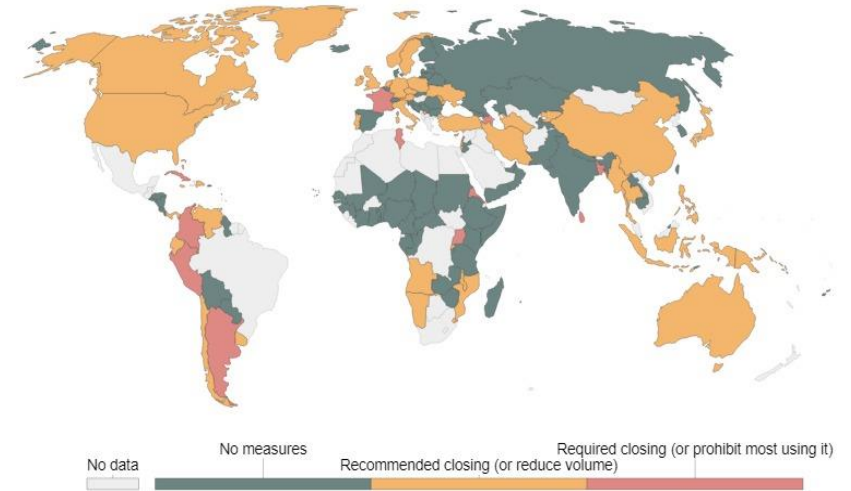 No data
No measures
Recommended closing (or reduce volume)
Required closing (or prohibit most using it)